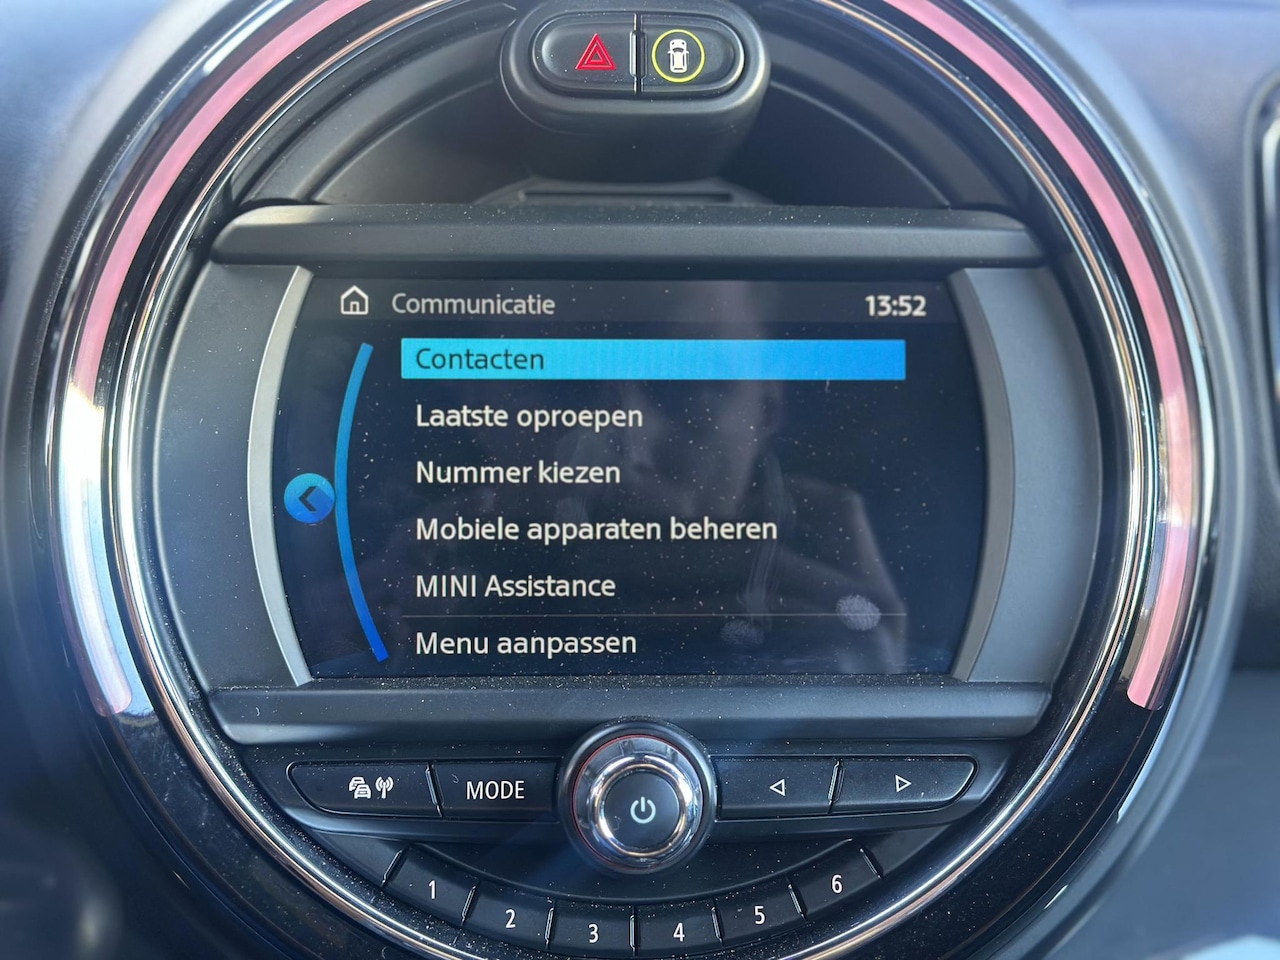 Communicatie 13:52
Contacten
Laatste oproepen
Nummer kiezen
Mobiele apparaten beheren
MINI Assistance
Menu aanpassen
MODE
1 2 3 4 5 6